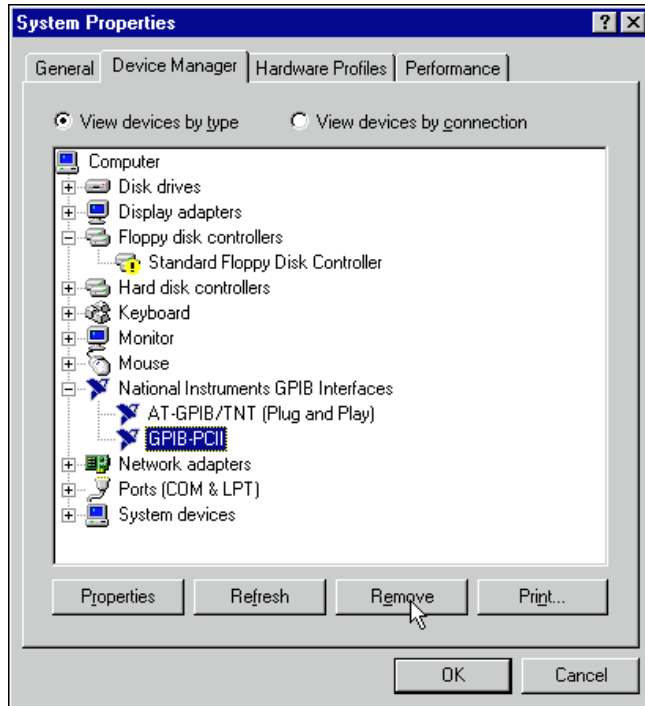 System Properties
General Device Manager Hardware Profiles Performance
View devices by type View devices by connection
Computer
Disk drives
Display adapters
Floppy disk controllers
Standard Floppy Disk Controller
Hard disk controllers
Keyboard
Monitor
Mouse
National Instruments GPIB Interfaces
AT-GPIB/TNT (Plug and Play)
GPIB-PCII
Network adapters
Ports (COM & LPT)
System devices
Properties Refresh Remove Print...
OK Cancel